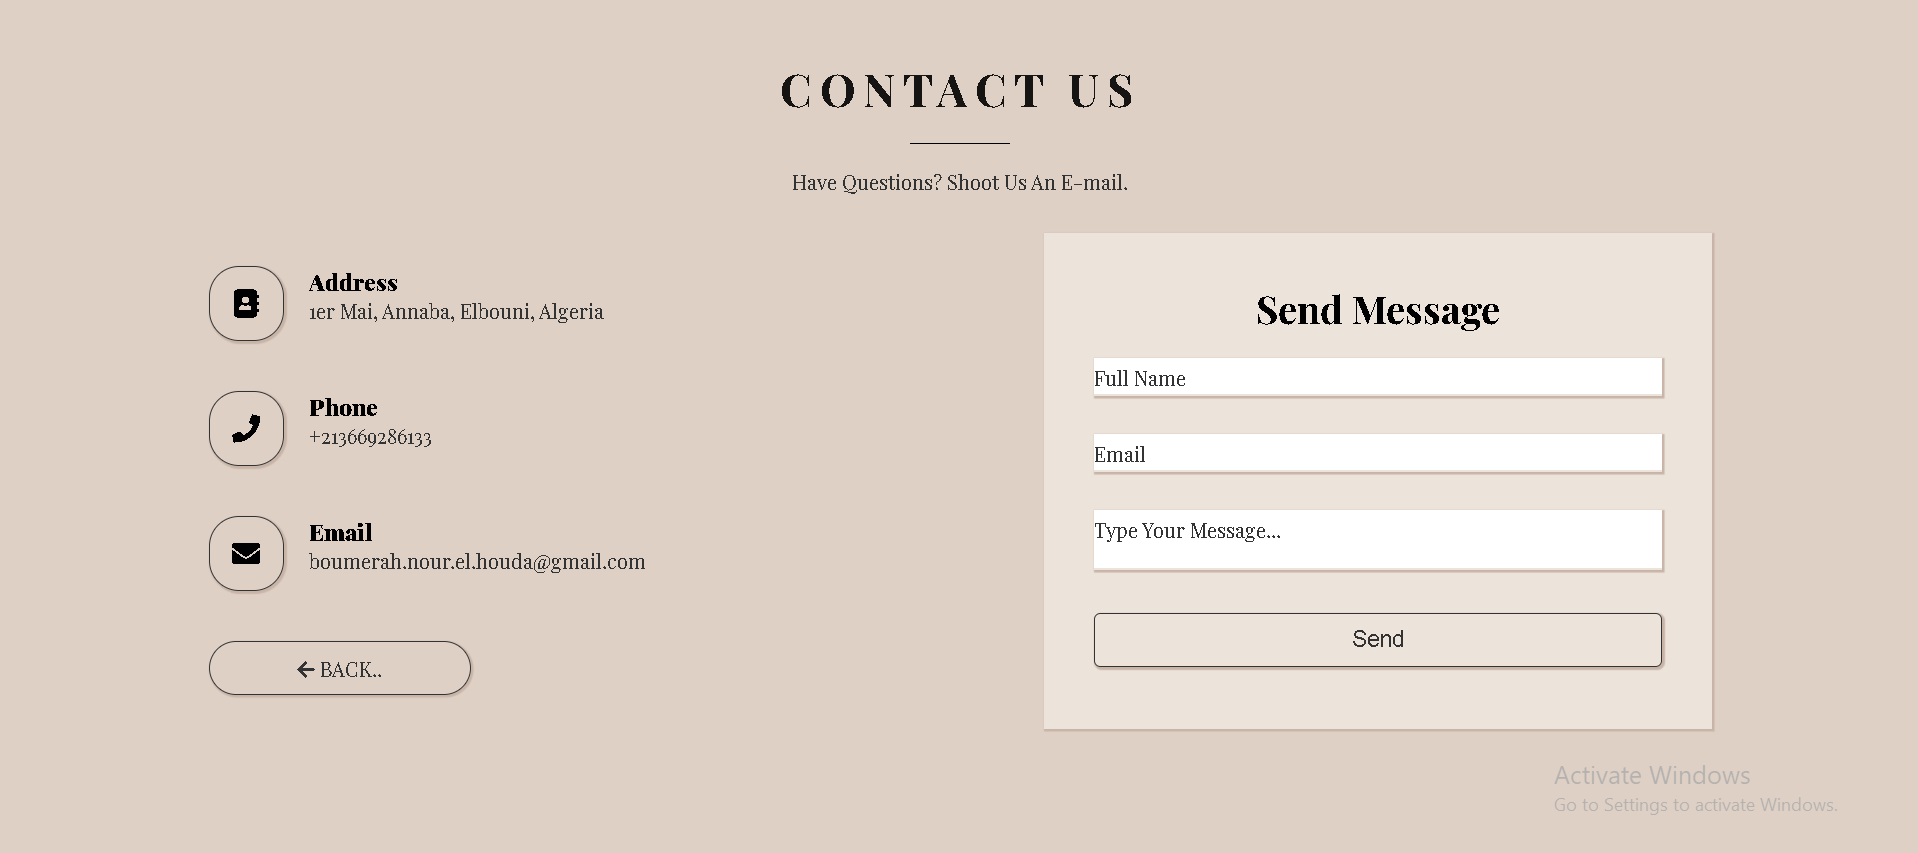 CONTACT US
Have Questions? Shoot Us An E-mail.
Address
1er Mai, Annaba, Elbouni, Algeria
Phone
+213669286133
Email
boumerah.nour.el.houda@gmail.com
BACK..
Send Message
Full Name
Email
Type Your Message...
Send
Activate Windows
Go to Settings to activate Windows.